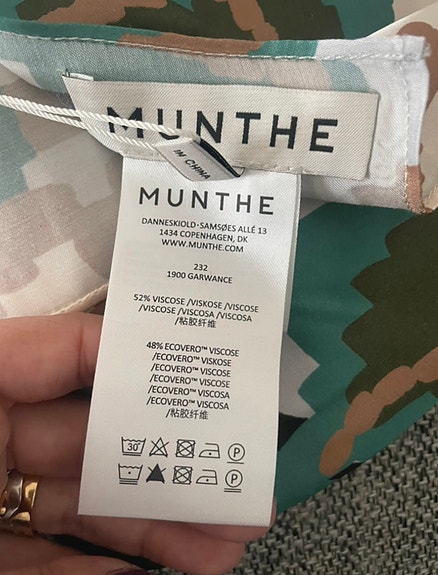 MUNTHE
IN CHINA
MUNTHE
DANNESKIOLD-SAMSØES ALLÉ 13
1434 COPENHAGEN, DK
WWW.MUNTHE.COM
232
1900 GARWANCE
52% VISCOSE /VISKOSE /VISCOSE
/VISCOSE /VISCOSA /VISCOSA
/粘胶纤维
48% ECOVERO™ VISCOSE
/ECOVERO™ VISKOSE
/ECOVERO™ VISCOSE
/ECOVERO™ VISCOSE
/ECOVERO™ VISCOSA
/ECOVERO™ VISCOSA
/粘胶纤维
30° P
P